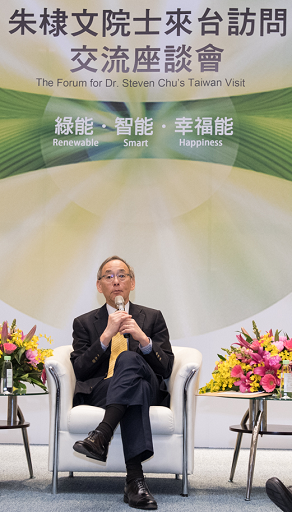 朱棣文院士來台訪問
交流座談會
The Forum for Dr. Steven Chu's Taiwan Visit
綠能・智能・幸福能
Renewable Smart Happiness